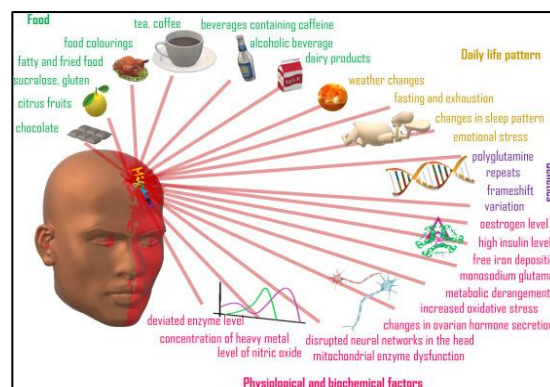 Food
tea, coffee
beverages containing caffeine
alcoholic beverage
food colourings
dairy products
Daily life pattern
fatty and fried food
weather changes
sucralose, gluten
fasting and exhaustion
citrus fruits
changes in sleep pattern
chocolate
emotional stress
polyglutamine
repeats
frameshift
variation
oestrogen level
high insulin level
free iron depositi
monosodium glutama
metabolic derangement
increased oxidative stress
changes in ovarian hormone secretion
deviated enzyme level
concentration of heavy metal
disrupted neural networks in the head
level of nitric oxide
mitochondrial enzyme dysfunction
Physiological and biochemical factors